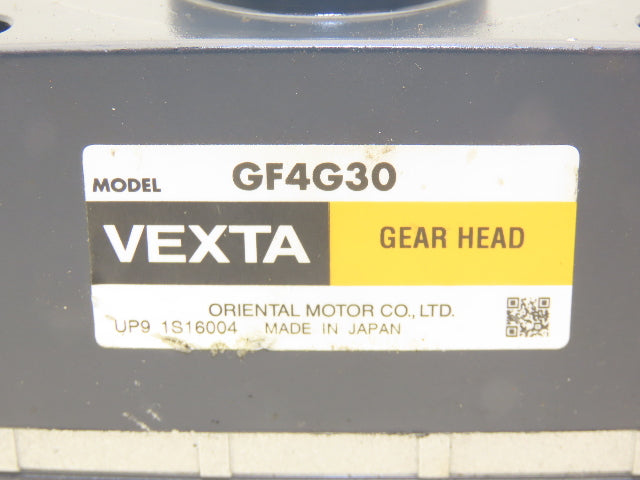 MODEL GF4G30
VEXTA GEAR HEAD
ORIENTAL MOTOR CO., LTD.
UP9 1S16004 MADE IN JAPAN